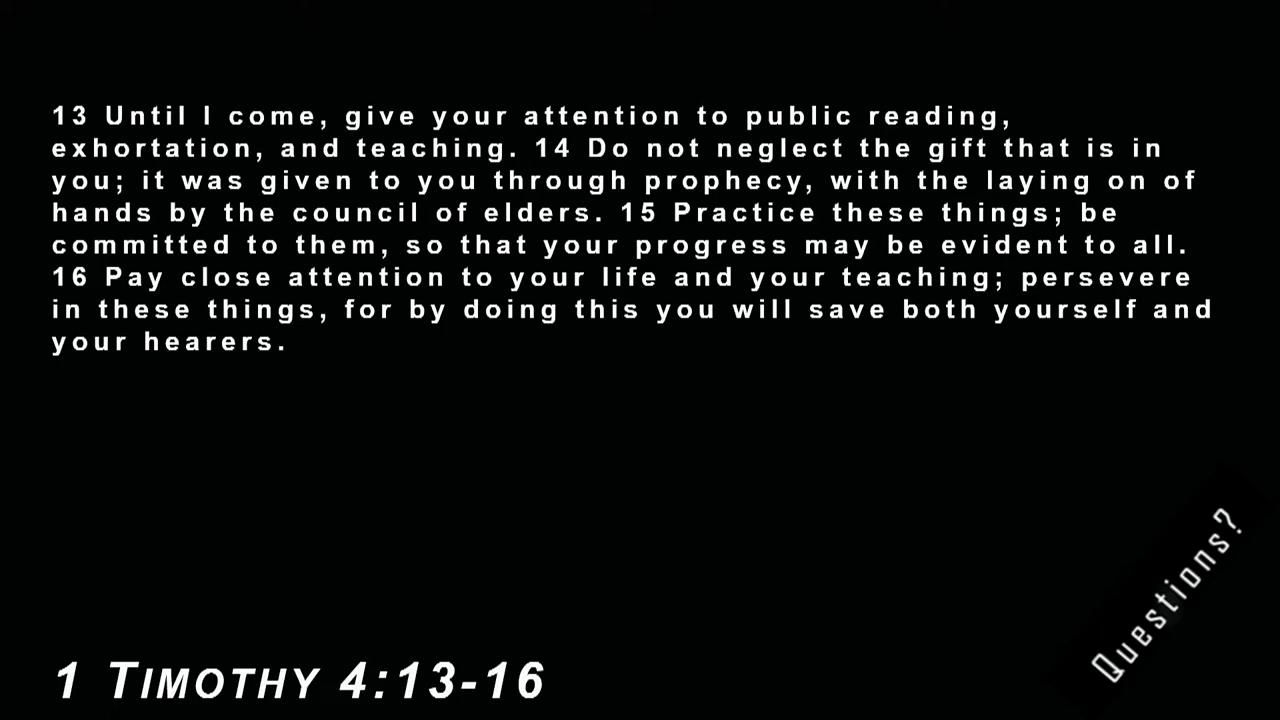 13 Until I come, give your attention to public reading,
exhortation, and teaching. 14 Do not neglect the gift that is in
you; it was given to you through prophecy, with the laying on of
hands by the council of elders. 15 Practice these things; be
committed to them, so that your progress may be evident to all.
16 Pay close attention to your life and your teaching; persevere
in these things, for by doing this you will save both yourself and
your hearers.
Questions?
1 TIMOTHY 4:13-16